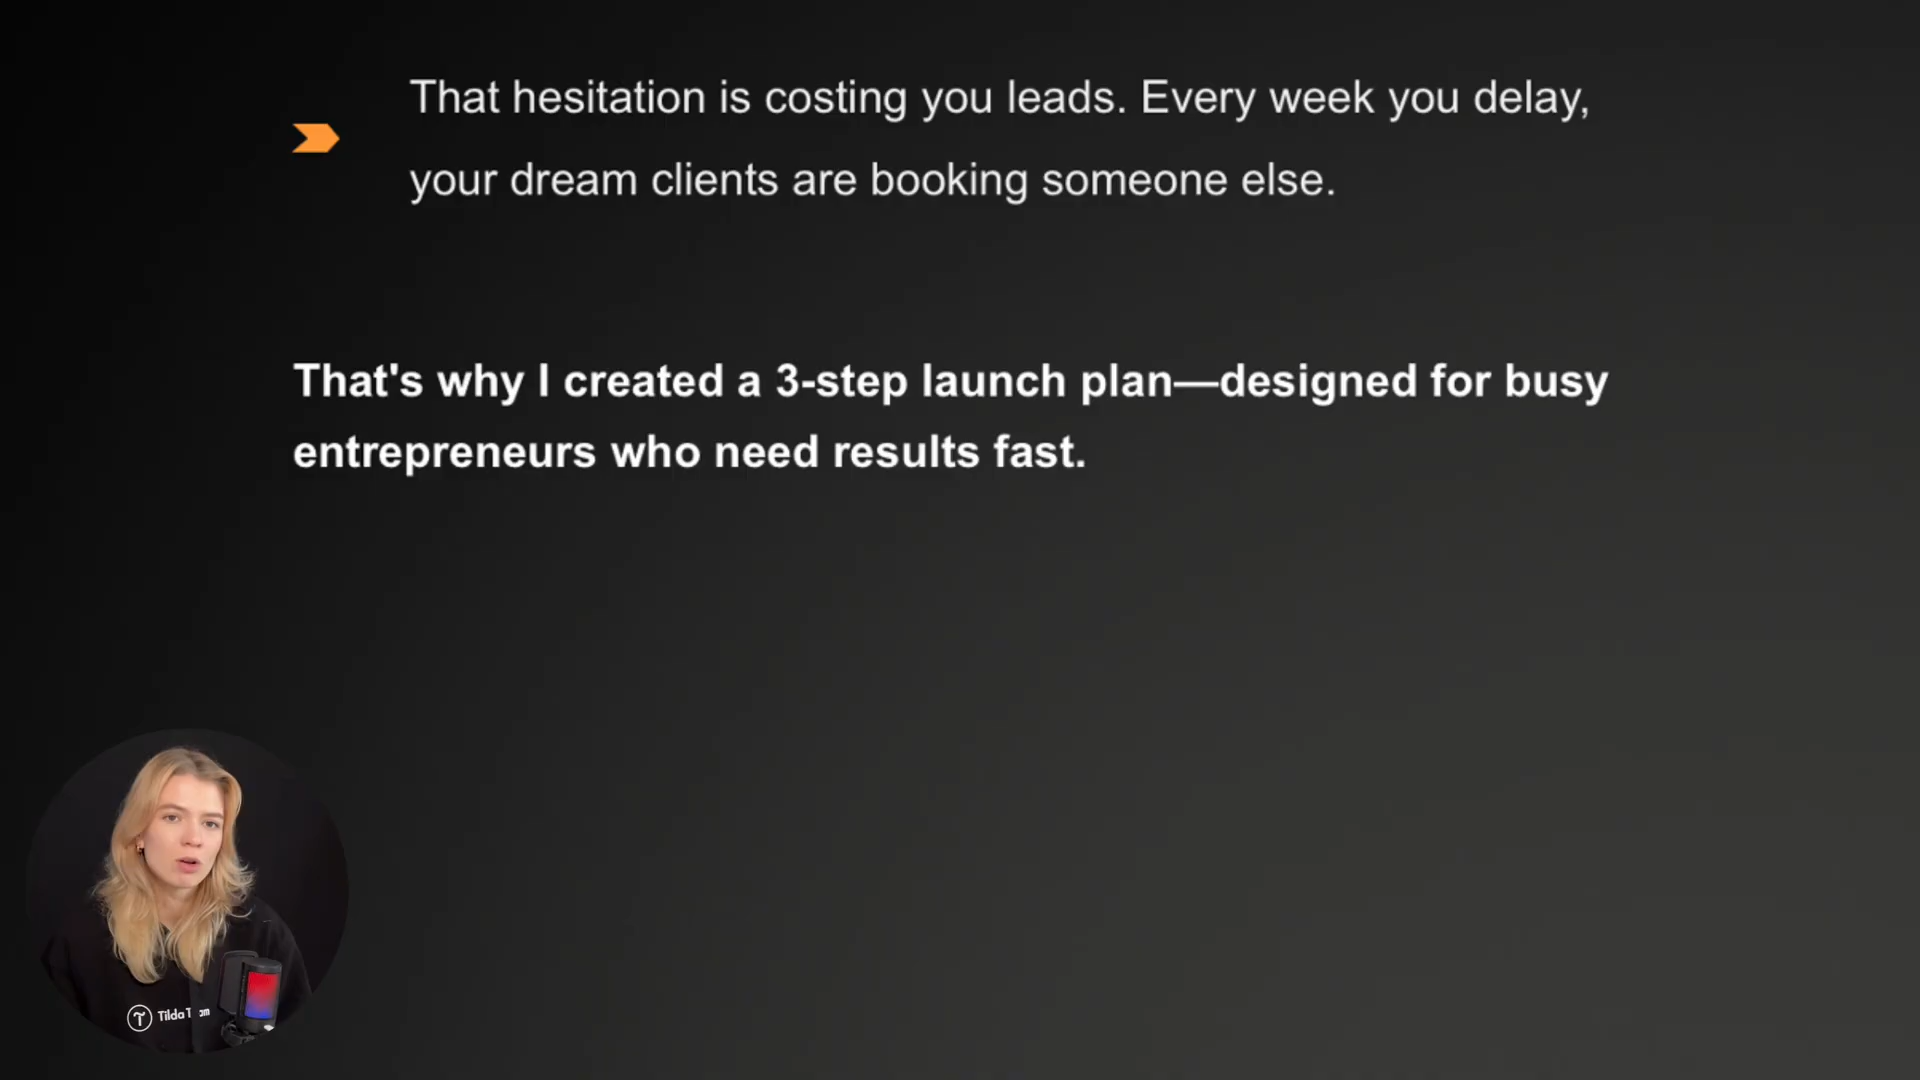 That hesitation is costing you leads. Every week you delay,
your dream clients are booking someone else.
That's why I created a 3-step launch plan—designed for busy
entrepreneurs who need results fast.
Tilda